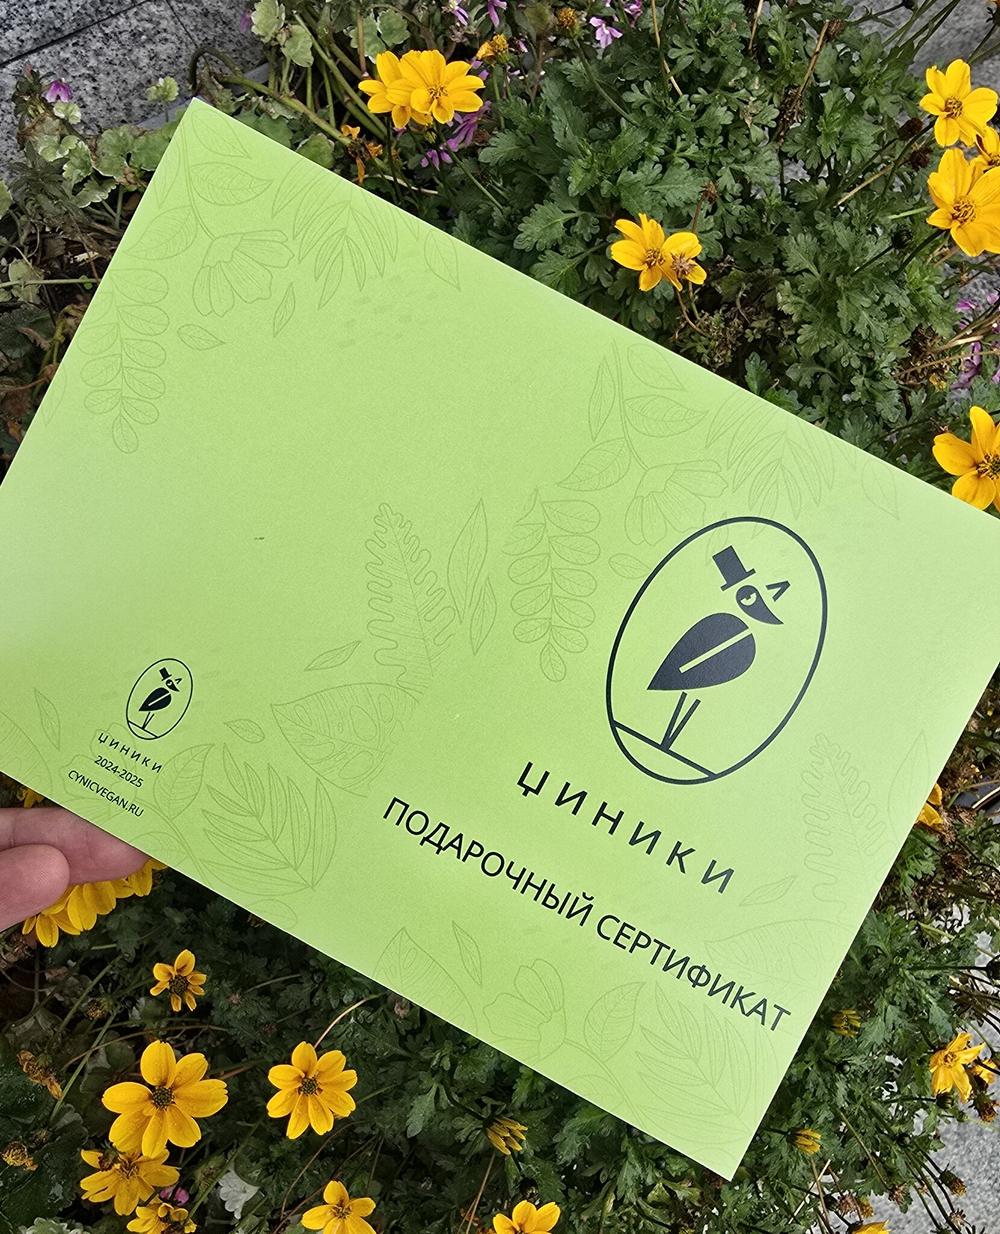 ЦИНИКИ
2024-2025
CYNICVEGAN.RU
ЦИНИКИ
ПОДАРОЧНЫЙ СЕРТИФИКАТ